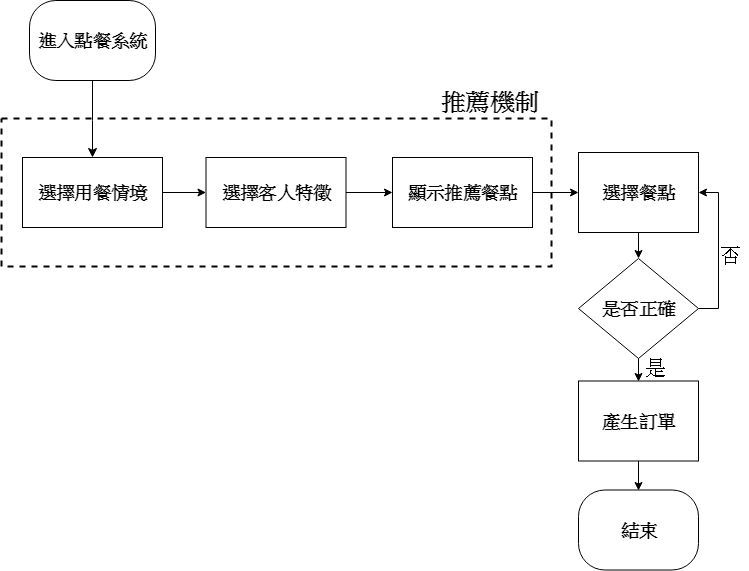 進入點餐系統
推薦機制
選擇用餐情境
選擇客人特徵
顯示推薦餐點
選擇餐點
否
是否正確
是
產生訂單
結束